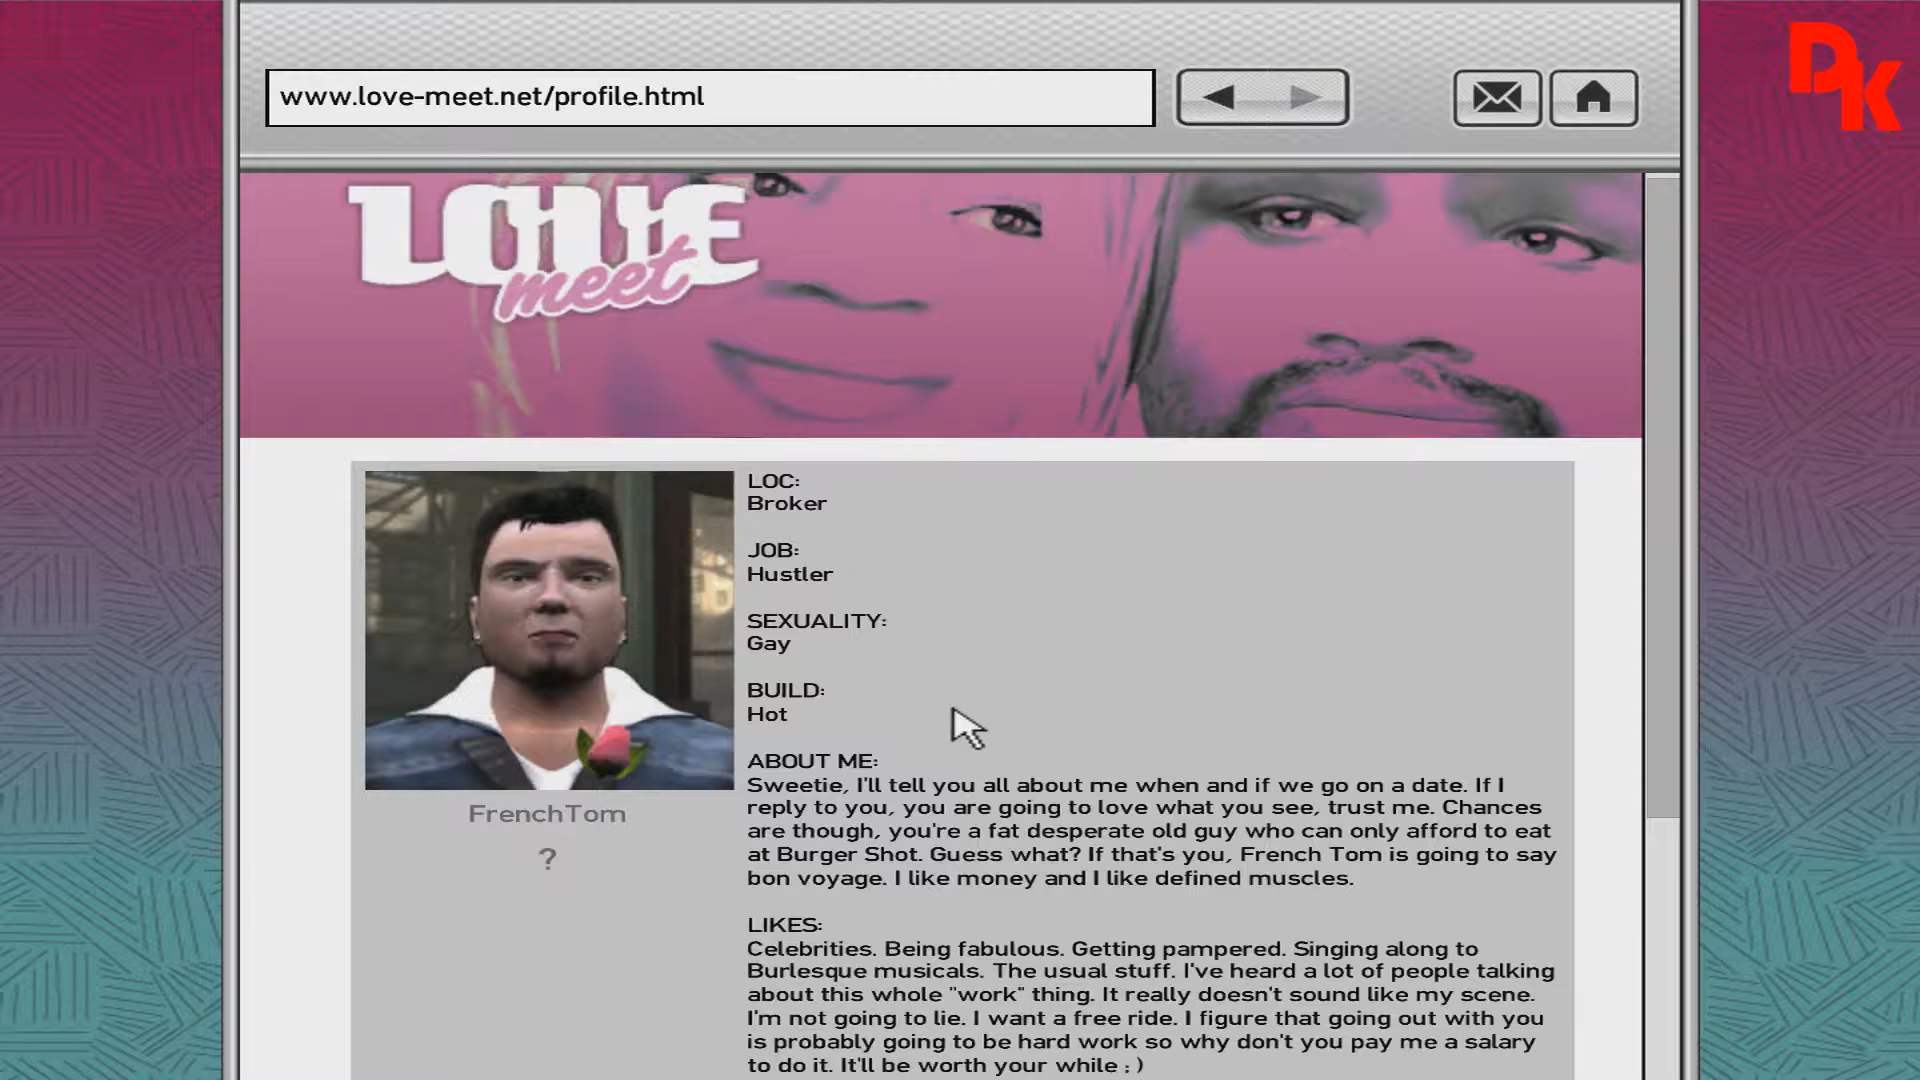 DK
www.love-meet.net/profile.html
LOVE
meet
LOC:
Broker
JOB:
Hustler
SEXUALITY:
Gay
BUILD:
Hot
ABOUT ME:
Sweetie, I'll tell you all about me when and if we go on a date. If I
reply to you, you are going to love what you see, trust me. Chances
are though, you're a fat desperate old guy who can only afford to eat
at Burger Shot. Guess what? If that's you, French Tom is going to say
bon voyage. I like money and I like defined muscles.
FrenchTom
?
LIKES:
Celebrities. Being fabulous. Getting pampered. Singing along to
Burlesque musicals. The usual stuff. I've heard a lot of people talking
about this whole "work" thing. It really doesn't sound like my scene.
I'm not going to lie. I want a free ride. I figure that going out with you
is probably going to be hard work so why don't you pay me a salary
to do it. It'll be worth your while : )